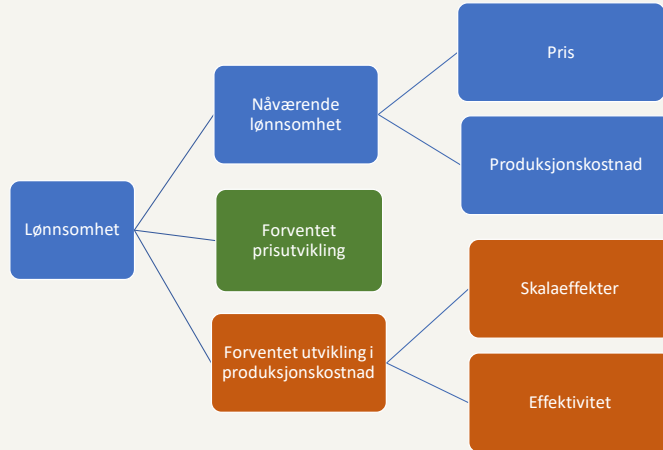 Pris
Nåværende
lønnsomhet
Produksjonskostnad
Lønnsomhet
Forventet
prisutvikling
Skalaeffekter
Forventet utvikling i
produksjonskostnad
Effektivitet